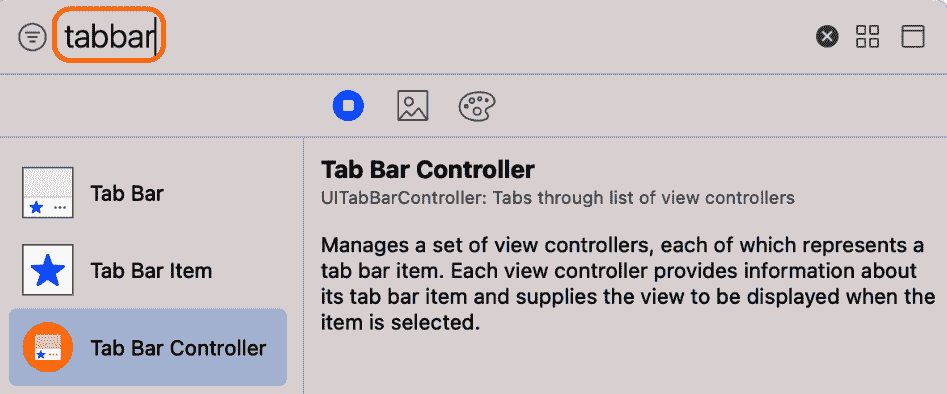 tabbar
Tab Bar
Tab Bar Item
Tab Bar Controller
Tab Bar Controller
UITabBarController: Tabs through list of view controllers
Manages a set of view controllers, each of which represents a
tab bar item. Each view controller provides information about
its tab bar item and supplies the view to be displayed when the
item is selected.